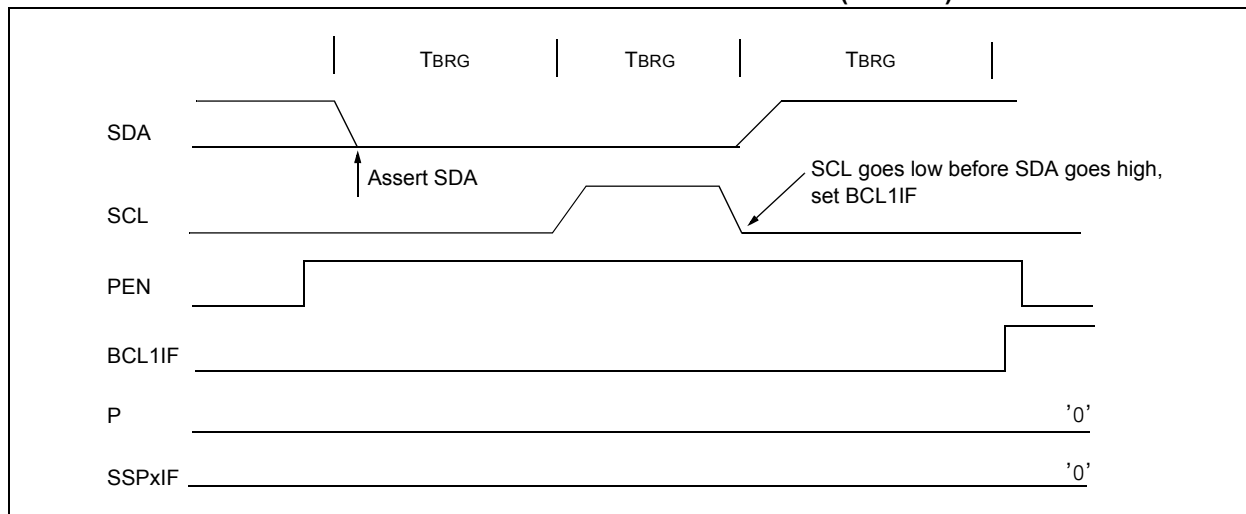 TBRG TBRG TBRG
SDA
Assert SDA
SCL goes low before SDA goes high,
set BCL1IF
SCL
PEN
BCL1IF
P
’0’
SSPxIF
’0’